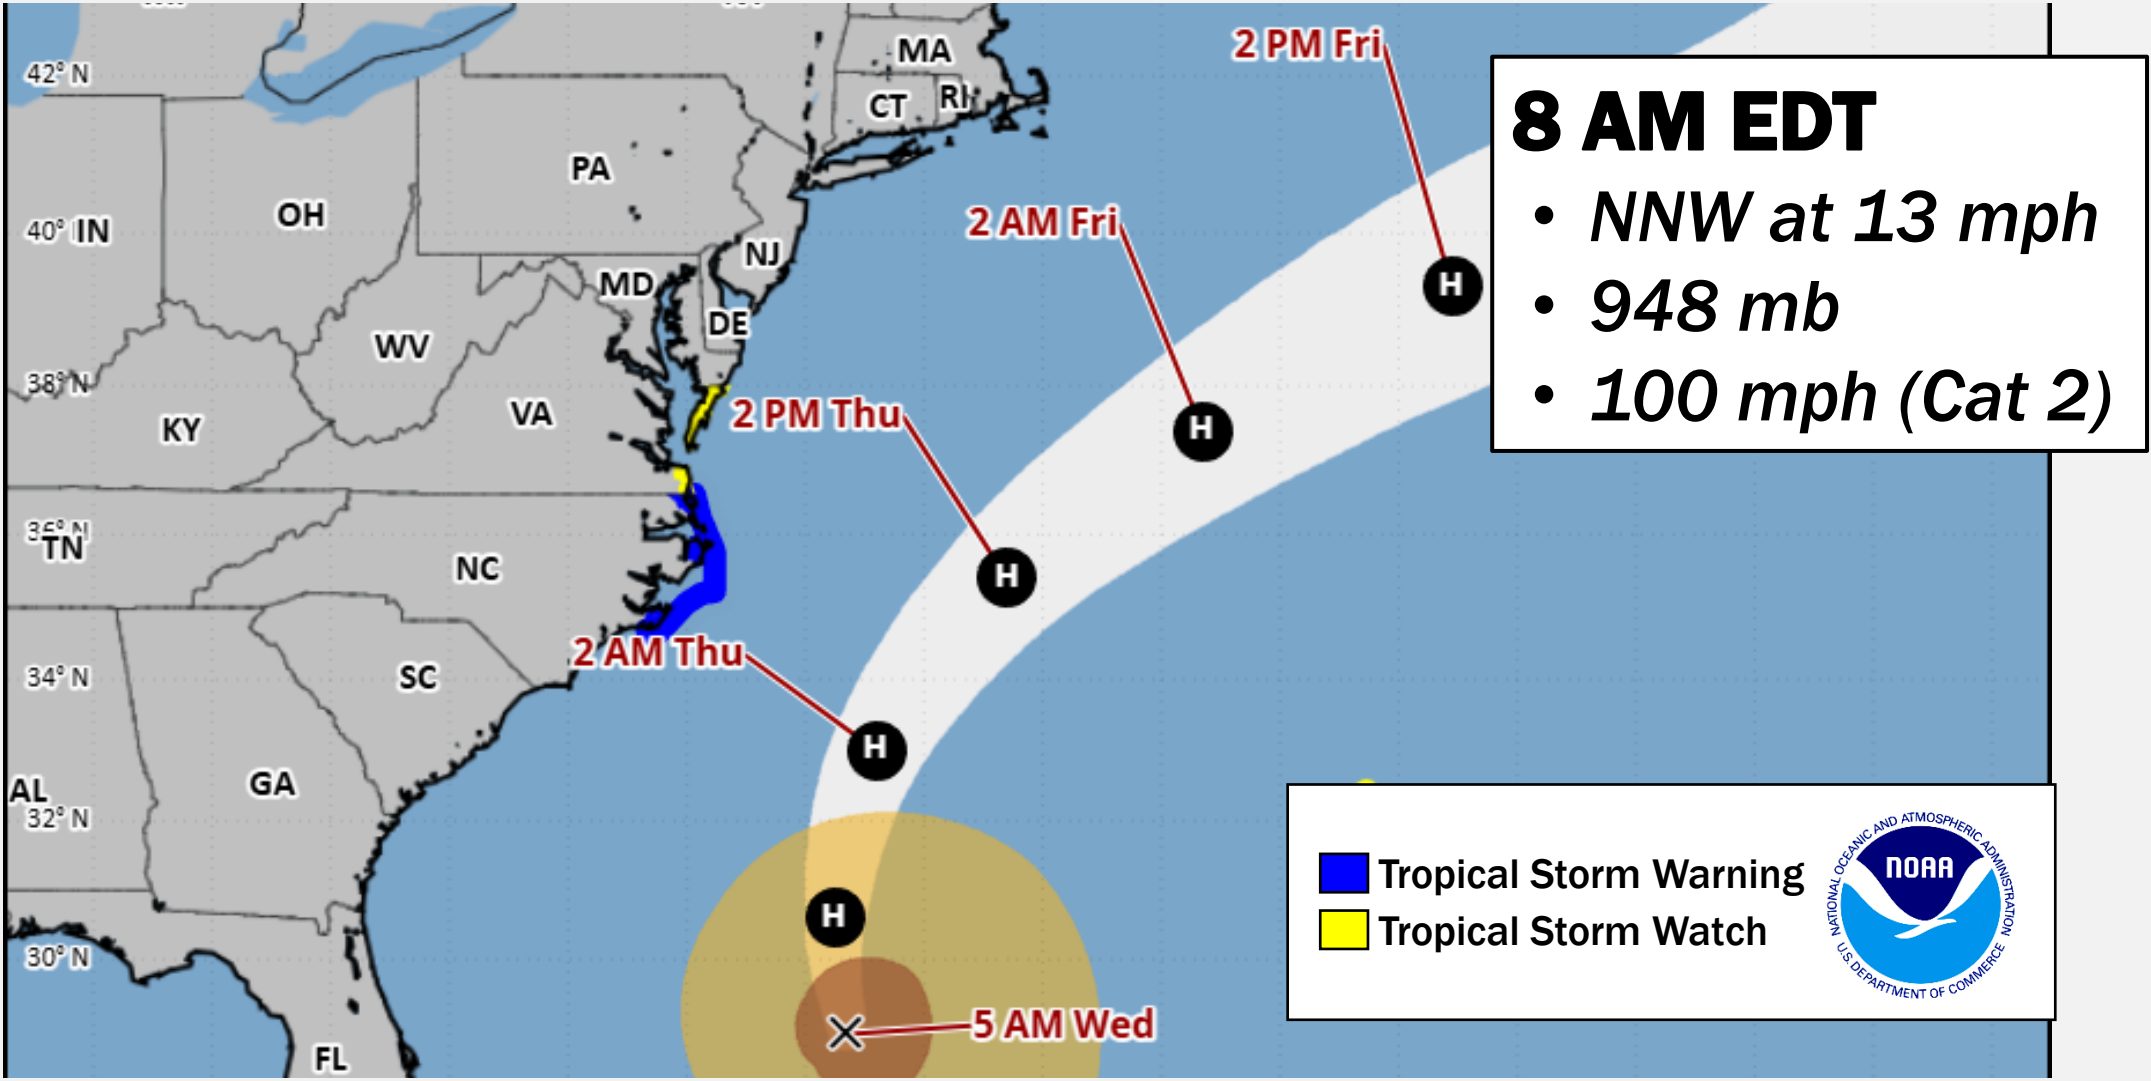 2 PM Fri
MA
42° N
CT
RI
8 AM EDT
• NNW at 13 mph
• 948 mb
• 100 mph (Cat 2)
PA
OH
2 AM Fri
40° N
IN
NJ
MD
H
DE
WV
38° N
VA
2 PM Thu
KY
H
36° N
TN
NC
H
2 AM Thu
34° N
SC
H
GA
AL
32° N
Tropical Storm Warning
Tropical Storm Watch
NATIONAL OCEANIC AND ATMOSPHERIC ADMINISTRATION
NOAA
U.S. DEPARTMENT OF COMMERCE
H
30° N
5 AM Wed
FL